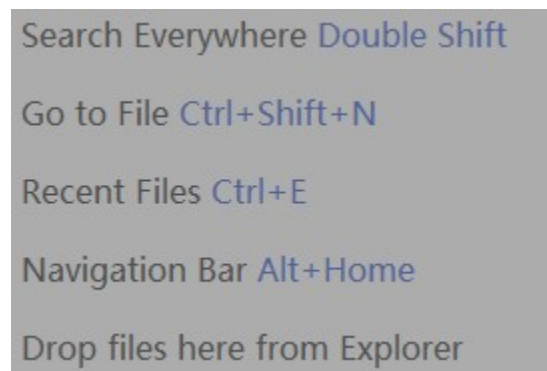 Search Everywhere Double Shift
Go to File Ctrl+Shift+N
Recent Files Ctrl+E
Navigation Bar Alt+Home
Drop files here from Explorer